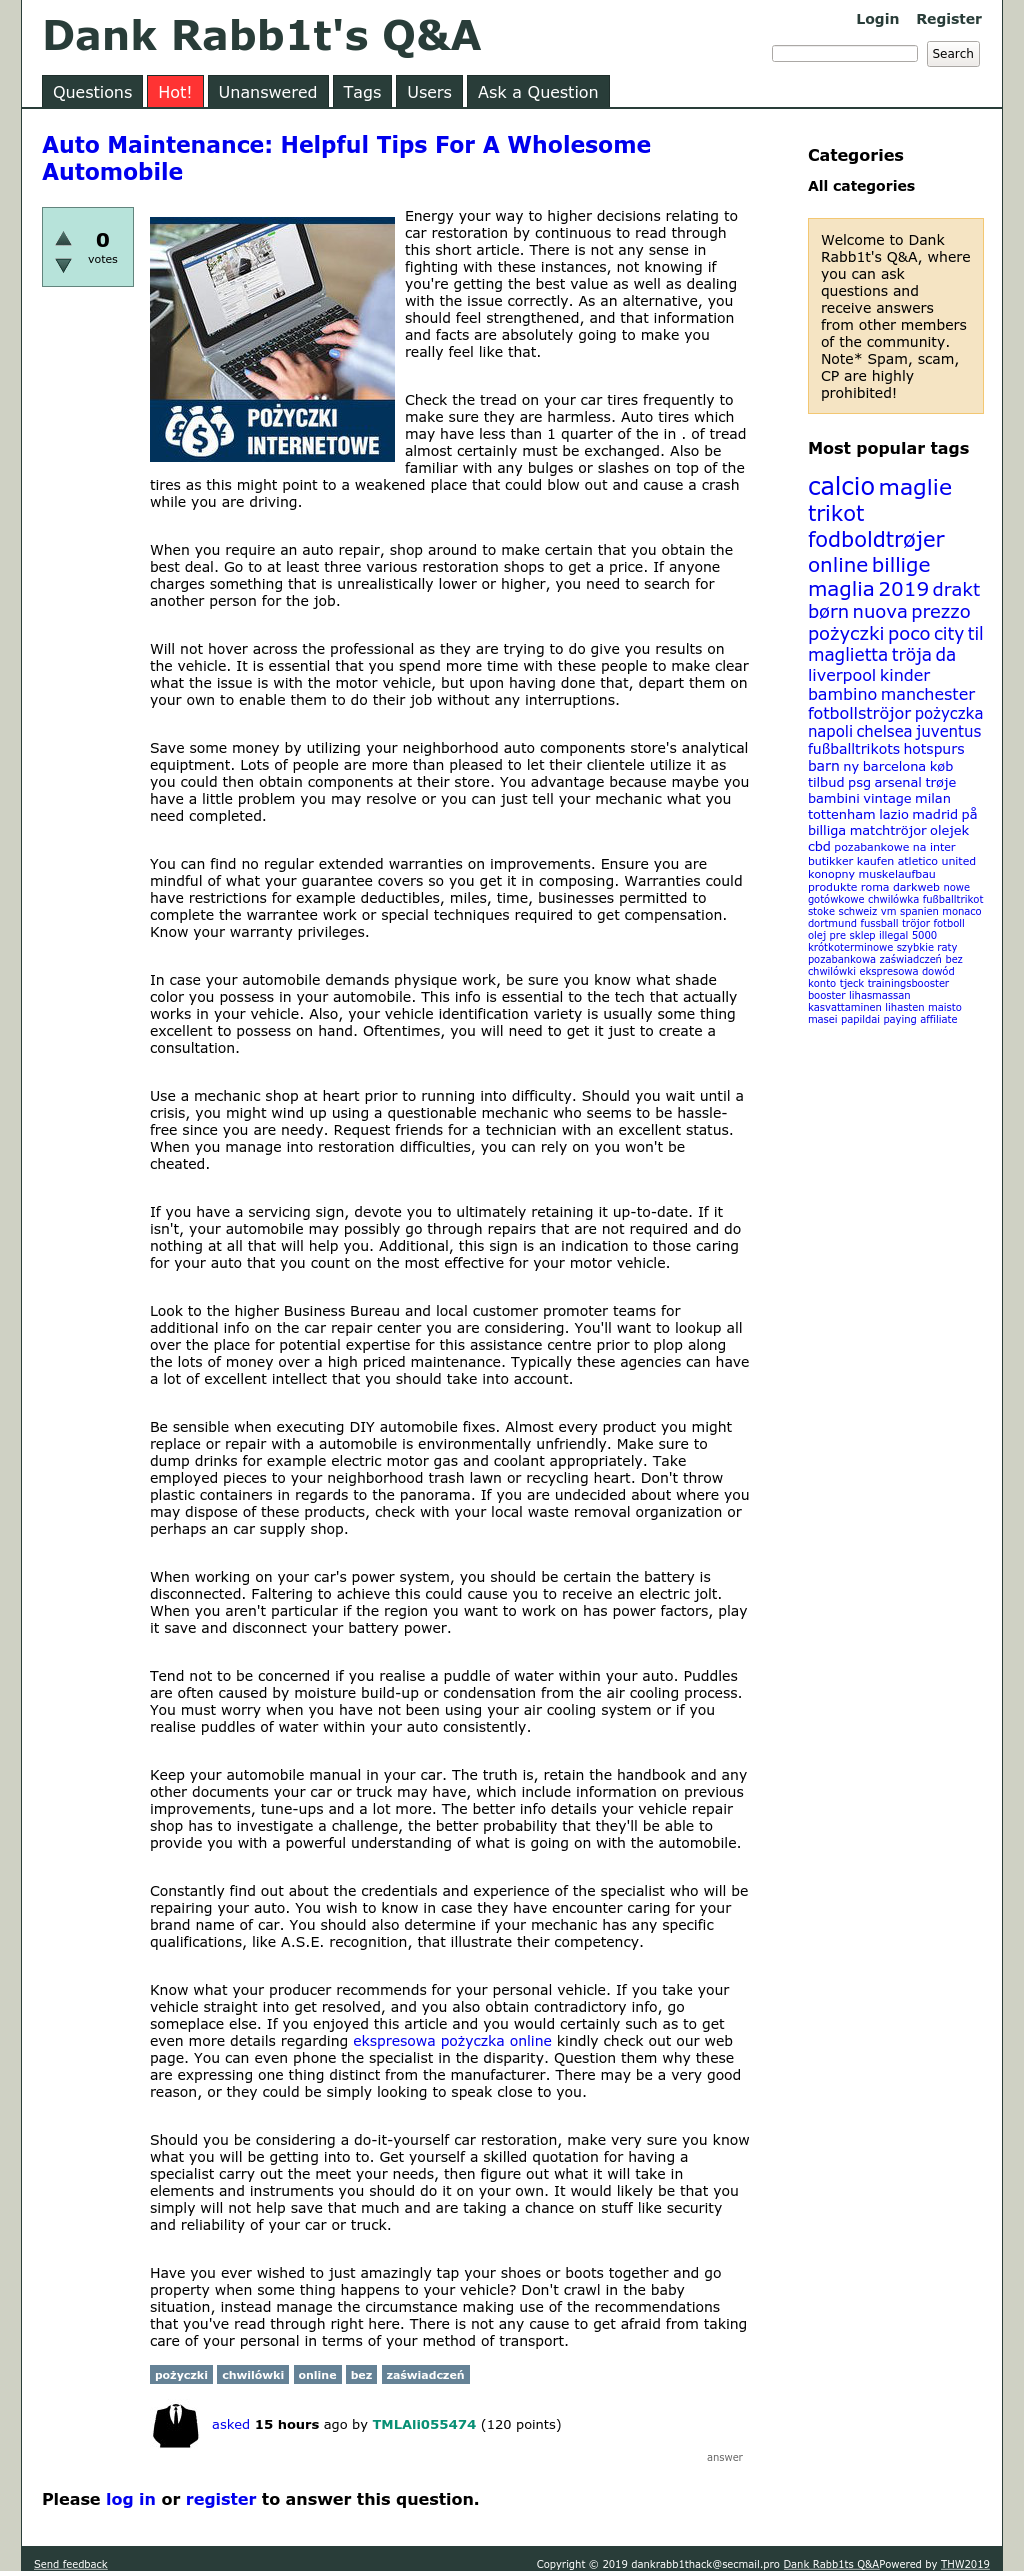 Dank Rabb1t's Q&A
Login Register
Search
Questions Hot! Unanswered Tags Users Ask a Question
Auto Maintenance: Helpful Tips For A Wholesome
Automobile
0
votes
POŻYCZKI
INTERNETOWE
Energy your way to higher decisions relating to
car restoration by continuous to read through
this short article. There is not any sense in
fighting with these instances, not knowing if
you're getting the best value as well as dealing
with the issue correctly. As an alternative, you
should feel strengthened, and that information
and facts are absolutely going to make you
really feel like that.
Check the tread on your car tires frequently to
make sure they are harmless. Auto tires which
may have less than 1 quarter of the in . of tread
almost certainly must be exchanged. Also be
familiar with any bulges or slashes on top of the
tires as this might point to a weakened place that could blow out and cause a crash
while you are driving.
When you require an auto repair, shop around to make certain that you obtain the
best deal. Go to at least three various restoration shops to get a price. If anyone
charges something that is unrealistically lower or higher, you need to search for
another person for the job.
Will not hover across the professional as they are trying to do give you results on
the vehicle. It is essential that you spend more time with these people to make clear
what the issue is with the motor vehicle, but upon having done that, depart them on
your own to enable them to do their job without any interruptions.
Save some money by utilizing your neighborhood auto components store's analytical
equiptment. Lots of people are more than pleased to let their clientele utilize it as
you could then obtain components at their store. You advantage because maybe you
have a little problem you may resolve or you can just tell your mechanic what you
need completed.
You can find no regular extended warranties on improvements. Ensure you are
mindful of what your guarantee covers so you get it in composing. Warranties could
have restrictions for example deductibles, miles, time, businesses permitted to
complete the warrantee work or special techniques required to get compensation.
Know your warranty privileges.
In case your automobile demands physique work, be sure you know what shade
color you possess in your automobile. This info is essential to the tech that actually
works in your vehicle. Also, your vehicle identification variety is usually some thing
excellent to possess on hand. Oftentimes, you will need to get it just to create a
consultation.
Use a mechanic shop at heart prior to running into difficulty. Should you wait until a
crisis, you might wind up using a questionable mechanic who seems to be hassle-
free since you are needy. Request friends for a technician with an excellent status.
When you manage into restoration difficulties, you can rely on you won't be
cheated.
If you have a servicing sign, devote you to ultimately retaining it up-to-date. If it
isn't, your automobile may possibly go through repairs that are not required and do
nothing at all that will help you. Additional, this sign is an indication to those caring
for your auto that you count on the most effective for your motor vehicle.
Look to the higher Business Bureau and local customer promoter teams for
additional info on the car repair center you are considering. You'll want to lookup all
over the place for potential expertise for this assistance centre prior to plop along
the lots of money over a high priced maintenance. Typically these agencies can have
a lot of excellent intellect that you should take into account.
Be sensible when executing DIY automobile fixes. Almost every product you might
replace or repair with a automobile is environmentally unfriendly. Make sure to
dump drinks for example electric motor gas and coolant appropriately. Take
employed pieces to your neighborhood trash lawn or recycling heart. Don't throw
plastic containers in regards to the panorama. If you are undecided about where you
may dispose of these products, check with your local waste removal organization or
perhaps an car supply shop.
When working on your car's power system, you should be certain the battery is
disconnected. Faltering to achieve this could cause you to receive an electric jolt.
When you aren't particular if the region you want to work on has power factors, play
it save and disconnect your battery power.
Tend not to be concerned if you realise a puddle of water within your auto. Puddles
are often caused by moisture build-up or condensation from the air cooling process.
You must worry when you have not been using your air cooling system or if you
realise puddles of water within your auto consistently.
Keep your automobile manual in your car. The truth is, retain the handbook and any
other documents your car or truck may have, which include information on previous
improvements, tune-ups and a lot more. The better info details your vehicle repair
shop has to investigate a challenge, the better probability that they'll be able to
provide you with a powerful understanding of what is going on with the automobile.
Constantly find out about the credentials and experience of the specialist who will be
repairing your auto. You wish to know in case they have encounter caring for your
brand name of car. You should also determine if your mechanic has any specific
qualifications, like A.S.E. recognition, that illustrate their competency.
Know what your producer recommends for your personal vehicle. If you take your
vehicle straight into get resolved, and you also obtain contradictory info, go
someplace else. If you enjoyed this article and you would certainly such as to get
even more details regarding ekspresowa pożyczka online kindly check out our web
page. You can even phone the specialist in the disparity. Question them why these
are expressing one thing distinct from the manufacturer. There may be a very good
reason, or they could be simply looking to speak close to you.
Should you be considering a do-it-yourself car restoration, make very sure you know
what you will be getting into to. Get yourself a skilled quotation for having a
specialist carry out the meet your needs, then figure out what it will take in
elements and instruments you should do it on your own. It would likely be that you
simply will not help save that much and are taking a chance on stuff like security
and reliability of your car or truck.
Have you ever wished to just amazingly tap your shoes or boots together and go
property when some thing happens to your vehicle? Don't crawl in the baby
situation, instead manage the circumstance making use of the recommendations
that you've read through right here. There is not any cause to get afraid from taking
care of your personal in terms of your method of transport.
pożyczki chwilówki online bez zaświadczeń
asked 15 hours ago by TMLAli055474 (120 points)
answer
Please log in or register to answer this question.
Categories
All categories
Welcome to Dank
Rabb1t's Q&A, where
you can ask
questions and
receive answers
from other members
of the community.
Note* Spam, scam,
CP are highly
prohibited!
Most popular tags
calcio maglie
trikot
fodboldtrøjer
online billige
maglia 2019 drakt
børn nuova prezzo
pożyczki poco city til
maglietta tröja da
liverpool kinder
bambino manchester
fotbollströjor pożyczka
napoli chelsea juventus
fußballtrikots hotspurs
barn ny barcelona køb
tilbud psg arsenal trøje
bambini vintage milan
tottenham lazio madrid på
billiga matchtröjor olejek
cbd pozabankowe na inter
butikker kaufen atletico united
konopny muskelaufbau
produkte roma darkweb nowe
gotówkowe chwilówka fußballtrikot
stoke schweiz vm spanien monaco
dortmund fussball tröjor fotboll
olej pre sklep illegal 5000
krótkoterminowe szybkie raty
pozabankowa zaświadczeń bez
chwilówki ekspresowa dowód
konto tjeck trainingsbooster
booster lihasmassan
kasvattaminen lihasten maisto
masei papildai paying affiliate
Send feedback
Copyright © 2019 dankrabb1thack@secmail.pro Dank Rabb1ts Q&APowered by THW2019